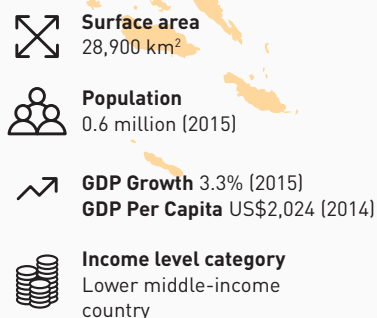 Surface area
28,900 km²
Population
0.6 million (2015)
GDP Growth 3.3% (2015)
GDP Per Capita US$2,024 (2014)
Income level category
Lower middle-income
country